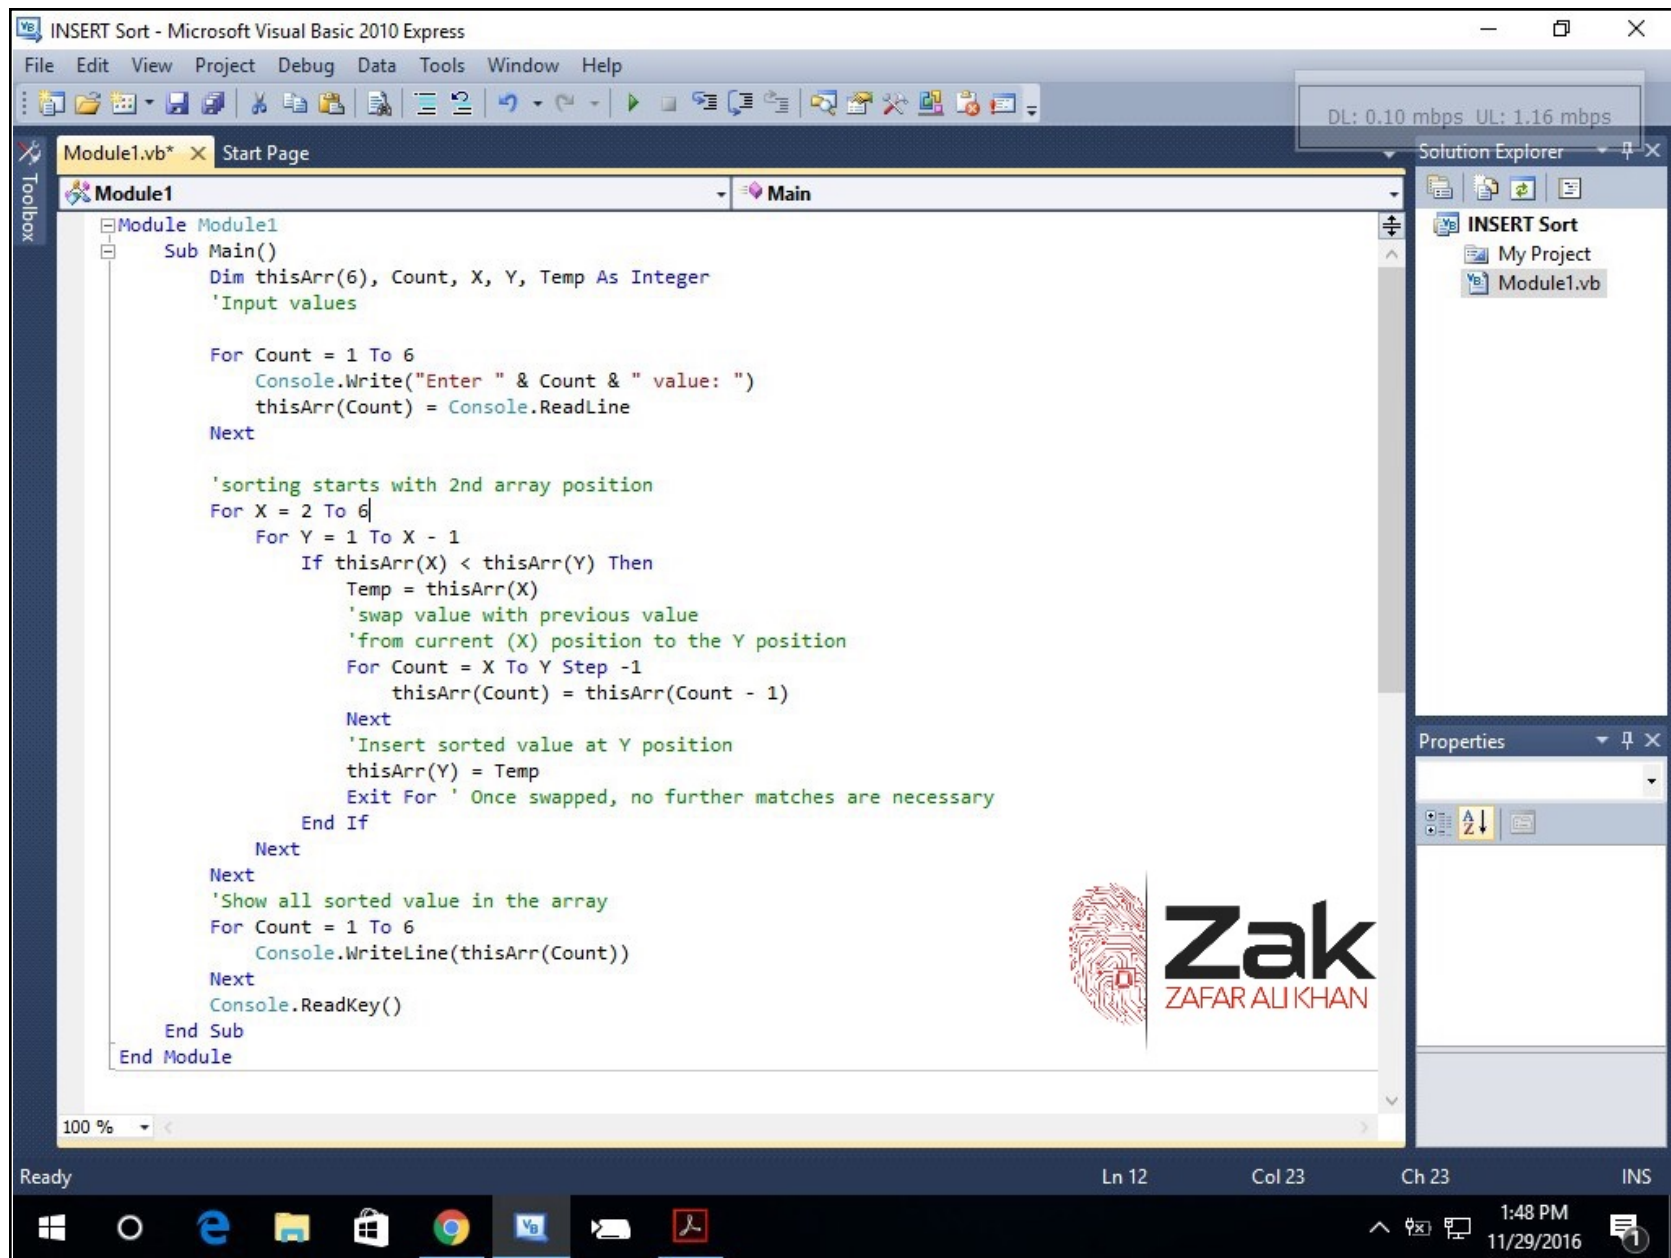 INSERT Sort - Microsoft Visual Basic 2010 Express
File Edit View Project Debug Data Tools Window Help
DL: 0.10 mbps UL: 1.16 mbps
Toolbox
Module1.vb* Start Page
Module1
Main
Module Module1
Sub Main()
Dim thisArr(6), Count, X, Y, Temp As Integer
'Input values
For Count = 1 To 6
Console.Write("Enter " & Count & " value: ")
thisArr(Count) = Console.ReadLine
Next
'sorting starts with 2nd array position
For X = 2 To 6
For Y = 1 To X - 1
If thisArr(X) < thisArr(Y) Then
Temp = thisArr(X)
'swap value with previous value
'from current (X) position to the Y position
For Count = X To Y Step -1
thisArr(Count) = thisArr(Count - 1)
Next
'Insert sorted value at Y position
thisArr(Y) = Temp
Exit For ' Once swapped, no further matches are necessary
End If
Next
Next
'Show all sorted value in the array
For Count = 1 To 6
Console.WriteLine(thisArr(Count))
Next
Console.ReadKey()
End Sub
End Module
Zak
ZAFAR ALI KHAN
100 %
Solution Explorer
INSERT Sort
My Project
Module1.vb
Properties
Ready
Ln 12
Col 23
Ch 23
INS
1:48 PM
11/29/2016